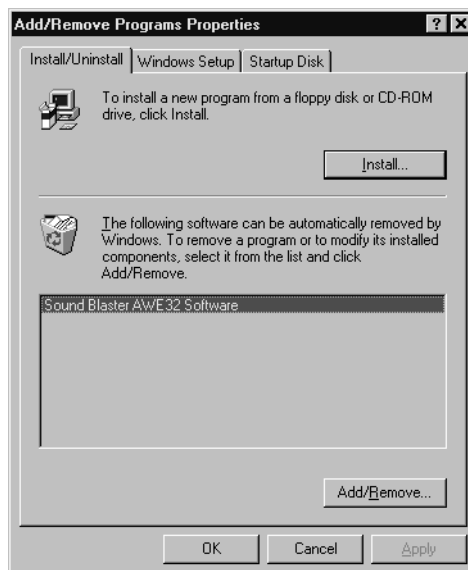 Add/Remove Programs Properties
Install/Uninstall Windows Setup Startup Disk
To install a new program from a floppy disk or CD-ROM
drive, click Install.
Install...
The following software can be automatically removed by
Windows. To remove a program or to modify its installed
components, select it from the list and click
Add/Remove.
Sound Blaster AWE32 Software
Add/Remove...
OK Cancel Apply